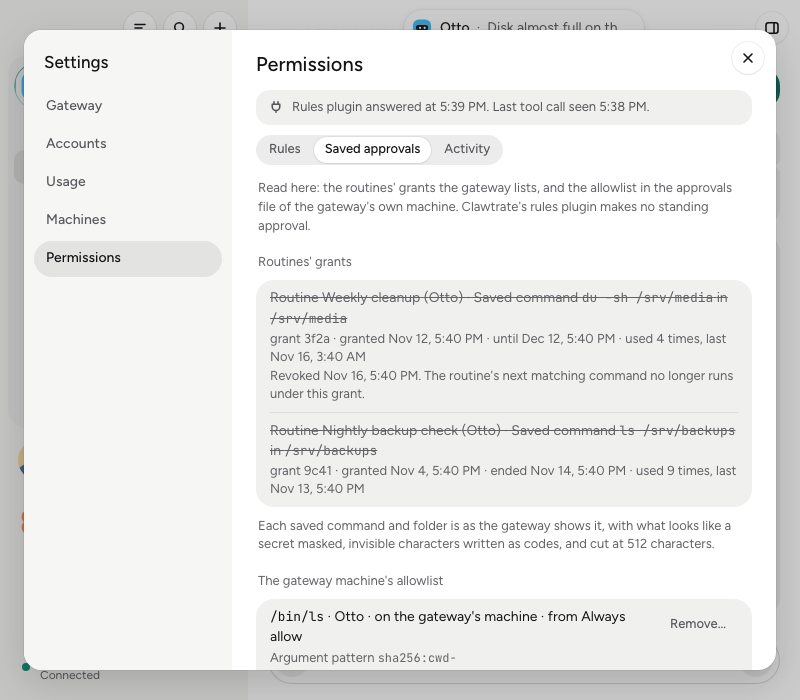 Otto · Disk almost full on th
Settings
Gateway
Accounts
Usage
Machines
Permissions
Connected
Permissions
Rules plugin answered at 5:39 PM. Last tool call seen 5:38 PM.
Rules Saved approvals Activity
Read here: the routines' grants the gateway lists, and the allowlist in the approvals
file of the gateway's own machine. Clawtrate's rules plugin makes no standing
approval.
Routines' grants
Routine Weekly cleanup (Otto) · Saved command du -sh /srv/media in
/srv/media
grant 3f2a · granted Nov 12, 5:40 PM · until Dec 12, 5:40 PM · used 4 times, last
Nov 16, 3:40 AM
Revoked Nov 16, 5:40 PM. The routine's next matching command no longer runs
under this grant.
Routine Nightly backup check (Otto) · Saved command ls /srv/backups
in /srv/backups
grant 9c41 · granted Nov 4, 5:40 PM · ended Nov 14, 5:40 PM · used 9 times, last
Nov 13, 5:40 PM
Each saved command and folder is as the gateway shows it, with what looks like a
secret masked, invisible characters written as codes, and cut at 512 characters.
The gateway machine's allowlist
/bin/ls · Otto · on the gateway's machine · from Always
allow
Remove…
Argument pattern sha256:cwd-